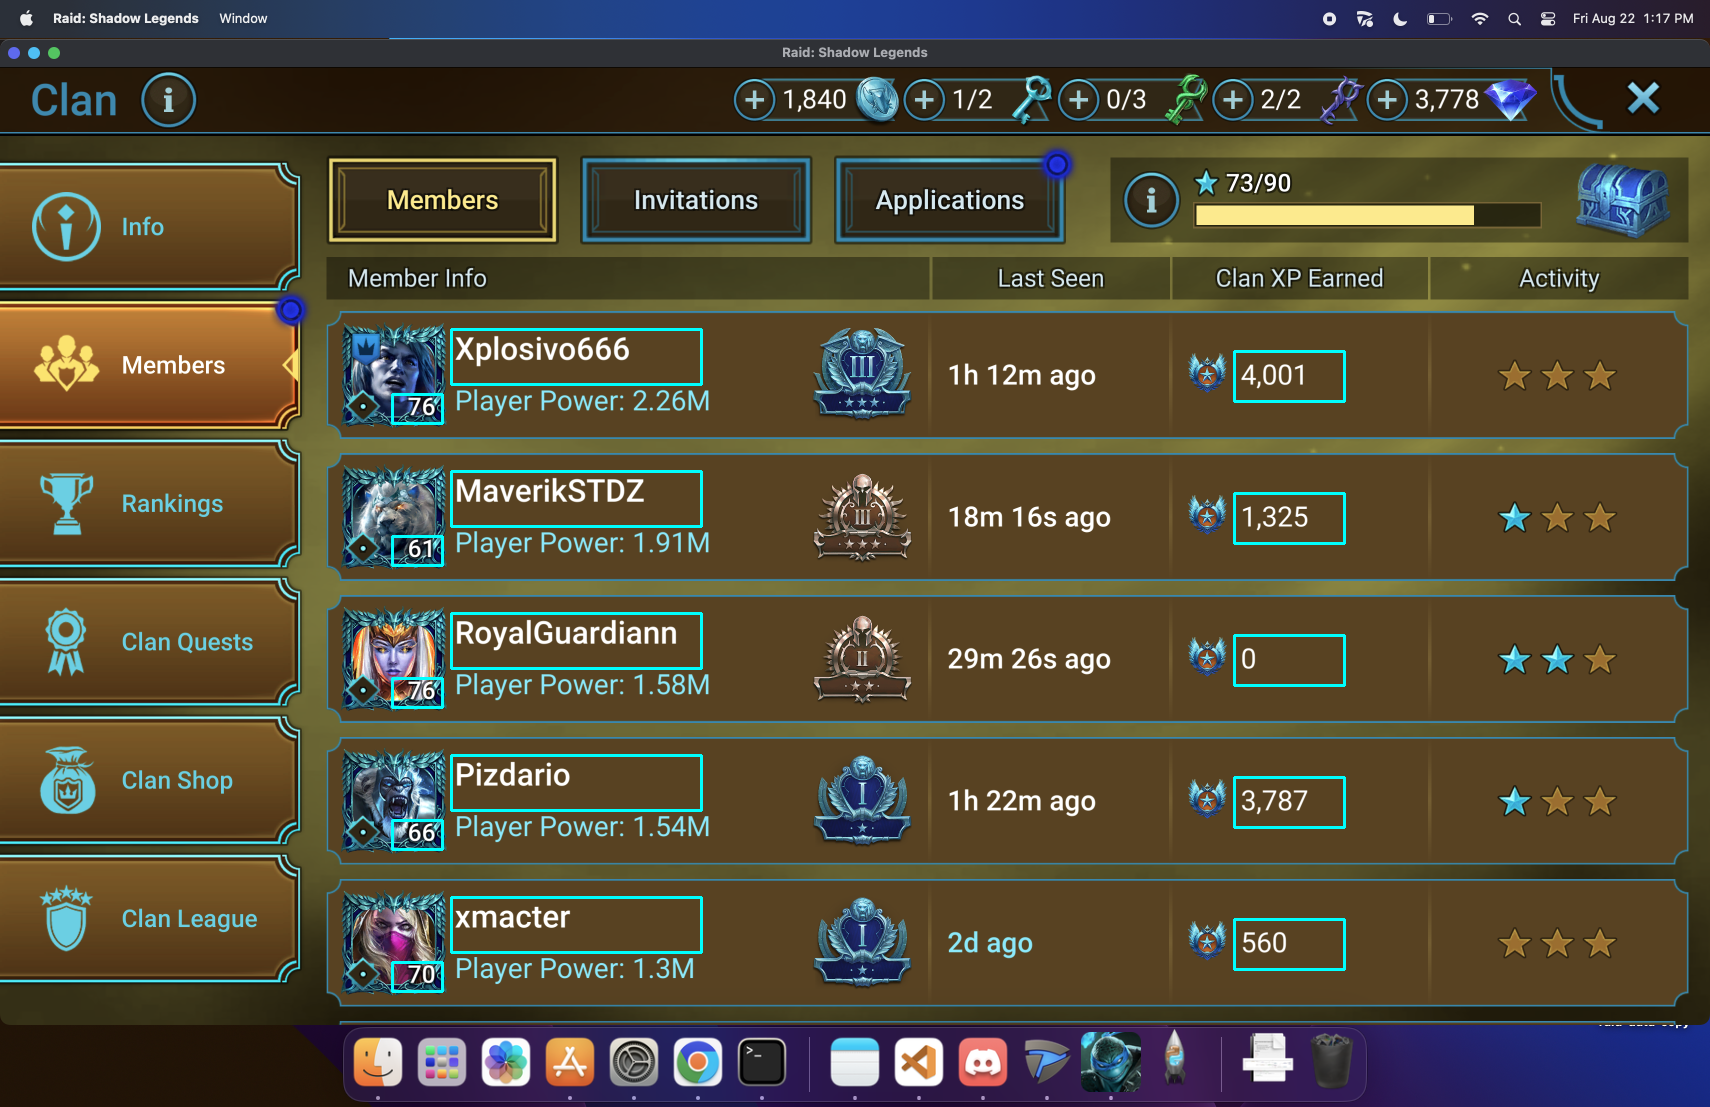 Raid: Shadow Legends Window Fri Aug 22 1:17 PM
Raid: Shadow Legends
Clan 1,840 1/2 0/3 2/2 3,778
Members Invitations Applications 73/90
Member Info Last Seen Clan XP Earned Activity
Info
Members
Rankings
Clan Quests
Clan Shop
Clan League
Xplosivo666
76 Player Power: 2.26M III 1h 12m ago 4,001
MaverikSTDZ
61 Player Power: 1.91M III 18m 16s ago 1,325
RoyalGuardiann
76 Player Power: 1.58M II 29m 26s ago 0
Pizdario
66 Player Power: 1.54M I 1h 22m ago 3,787
xmacter
70 Player Power: 1.3M I 2d ago 560